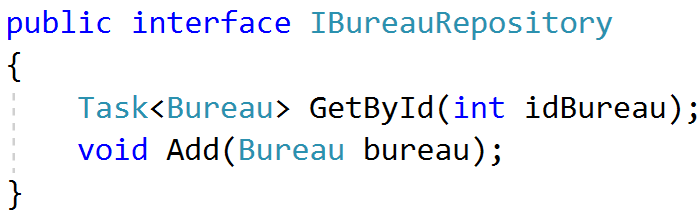 public interface IBureauRepository
{
    Task<Bureau> GetById(int idBureau);
    void Add(Bureau bureau);
}